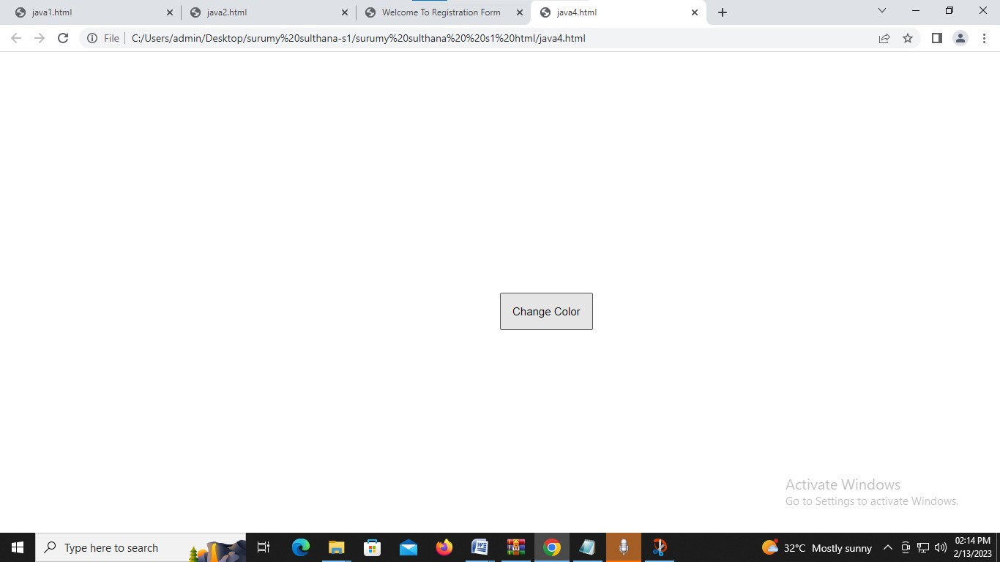 java1.html
java2.html
Welcome To Registration Form
java4.html
File
C:/Users/admin/Desktop/surumy%20sulthana-s1/surumy%20sulthana%20%20s1%20html/java4.html
Change Color
Activate Windows
Go to Settings to activate Windows.
Type here to search
32°C Mostly sunny
02:14 PM
2/13/2023